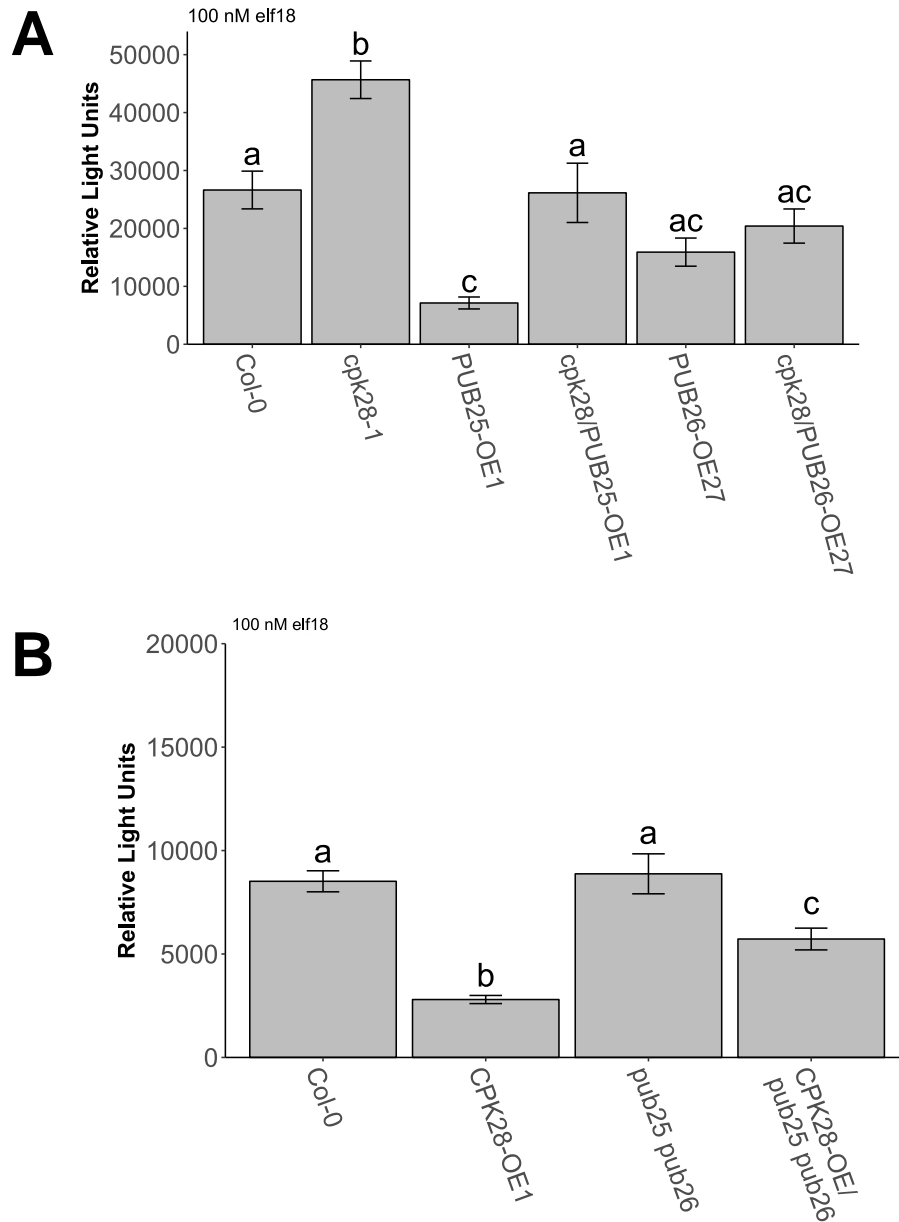 A
100 nM elf18
Relative Light Units
50000
40000
30000
20000
10000
0
a
b
c
a
ac
ac
Col-0
cpk28-1
PUB25-OE1
cpk28/PUB25-OE1
PUB26-OE27
cpk28/PUB26-OE27
B
100 nM elf18
Relative Light Units
20000
15000
10000
5000
0
a
b
a
c
Col-0
CPK28-OE1
pub25 pub26
CPK28-OE/
pub25 pub26